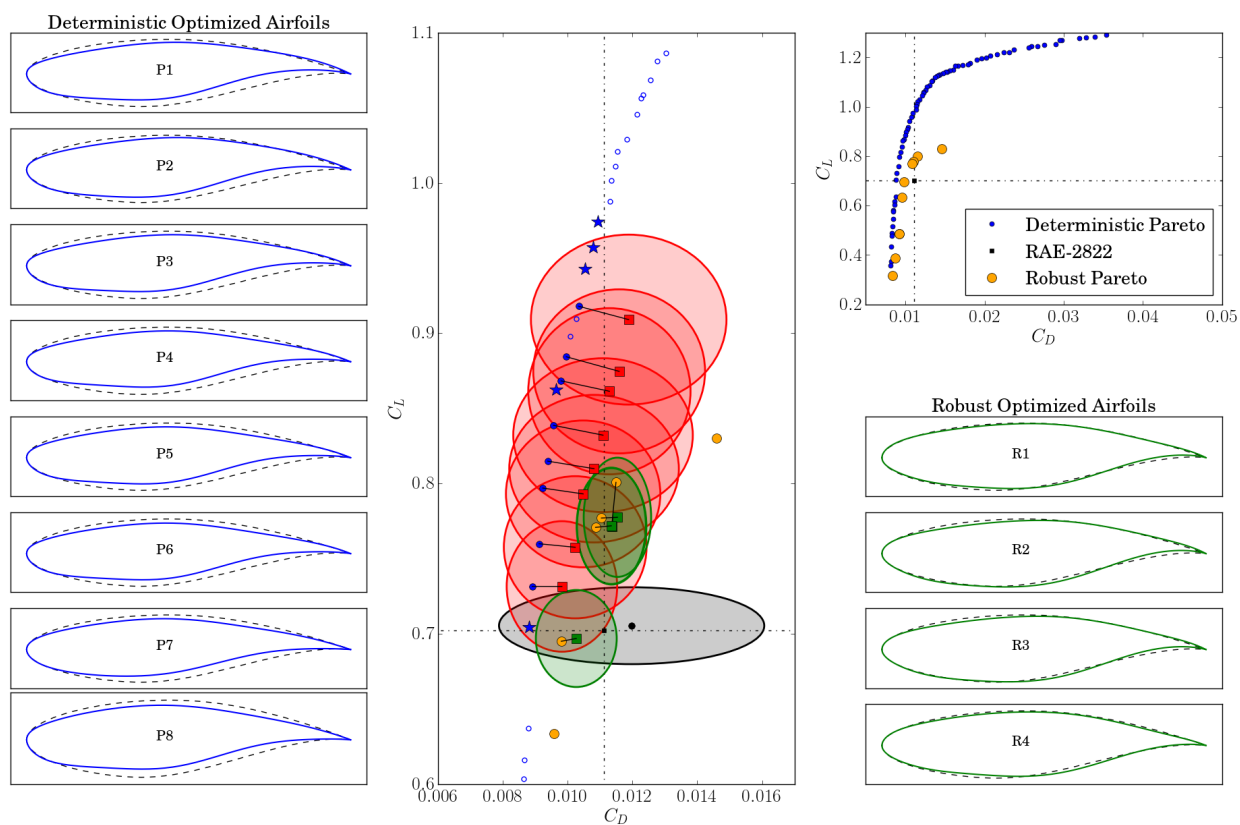 Deterministic Optimized Airfoils
P1
P2
P3
P4
P5
P6
P7
P8
1.1
1.0
0.9
0.8
0.7
0.6
C_L
0.006
0.008
0.010
0.012
0.014
0.016
C_D
1.2
1.0
0.8
0.6
0.4
0.2
C_L
Deterministic Pareto
RAE-2822
Robust Pareto
0.01
0.02
0.03
0.04
0.05
C_D
Robust Optimized Airfoils
R1
R2
R3
R4